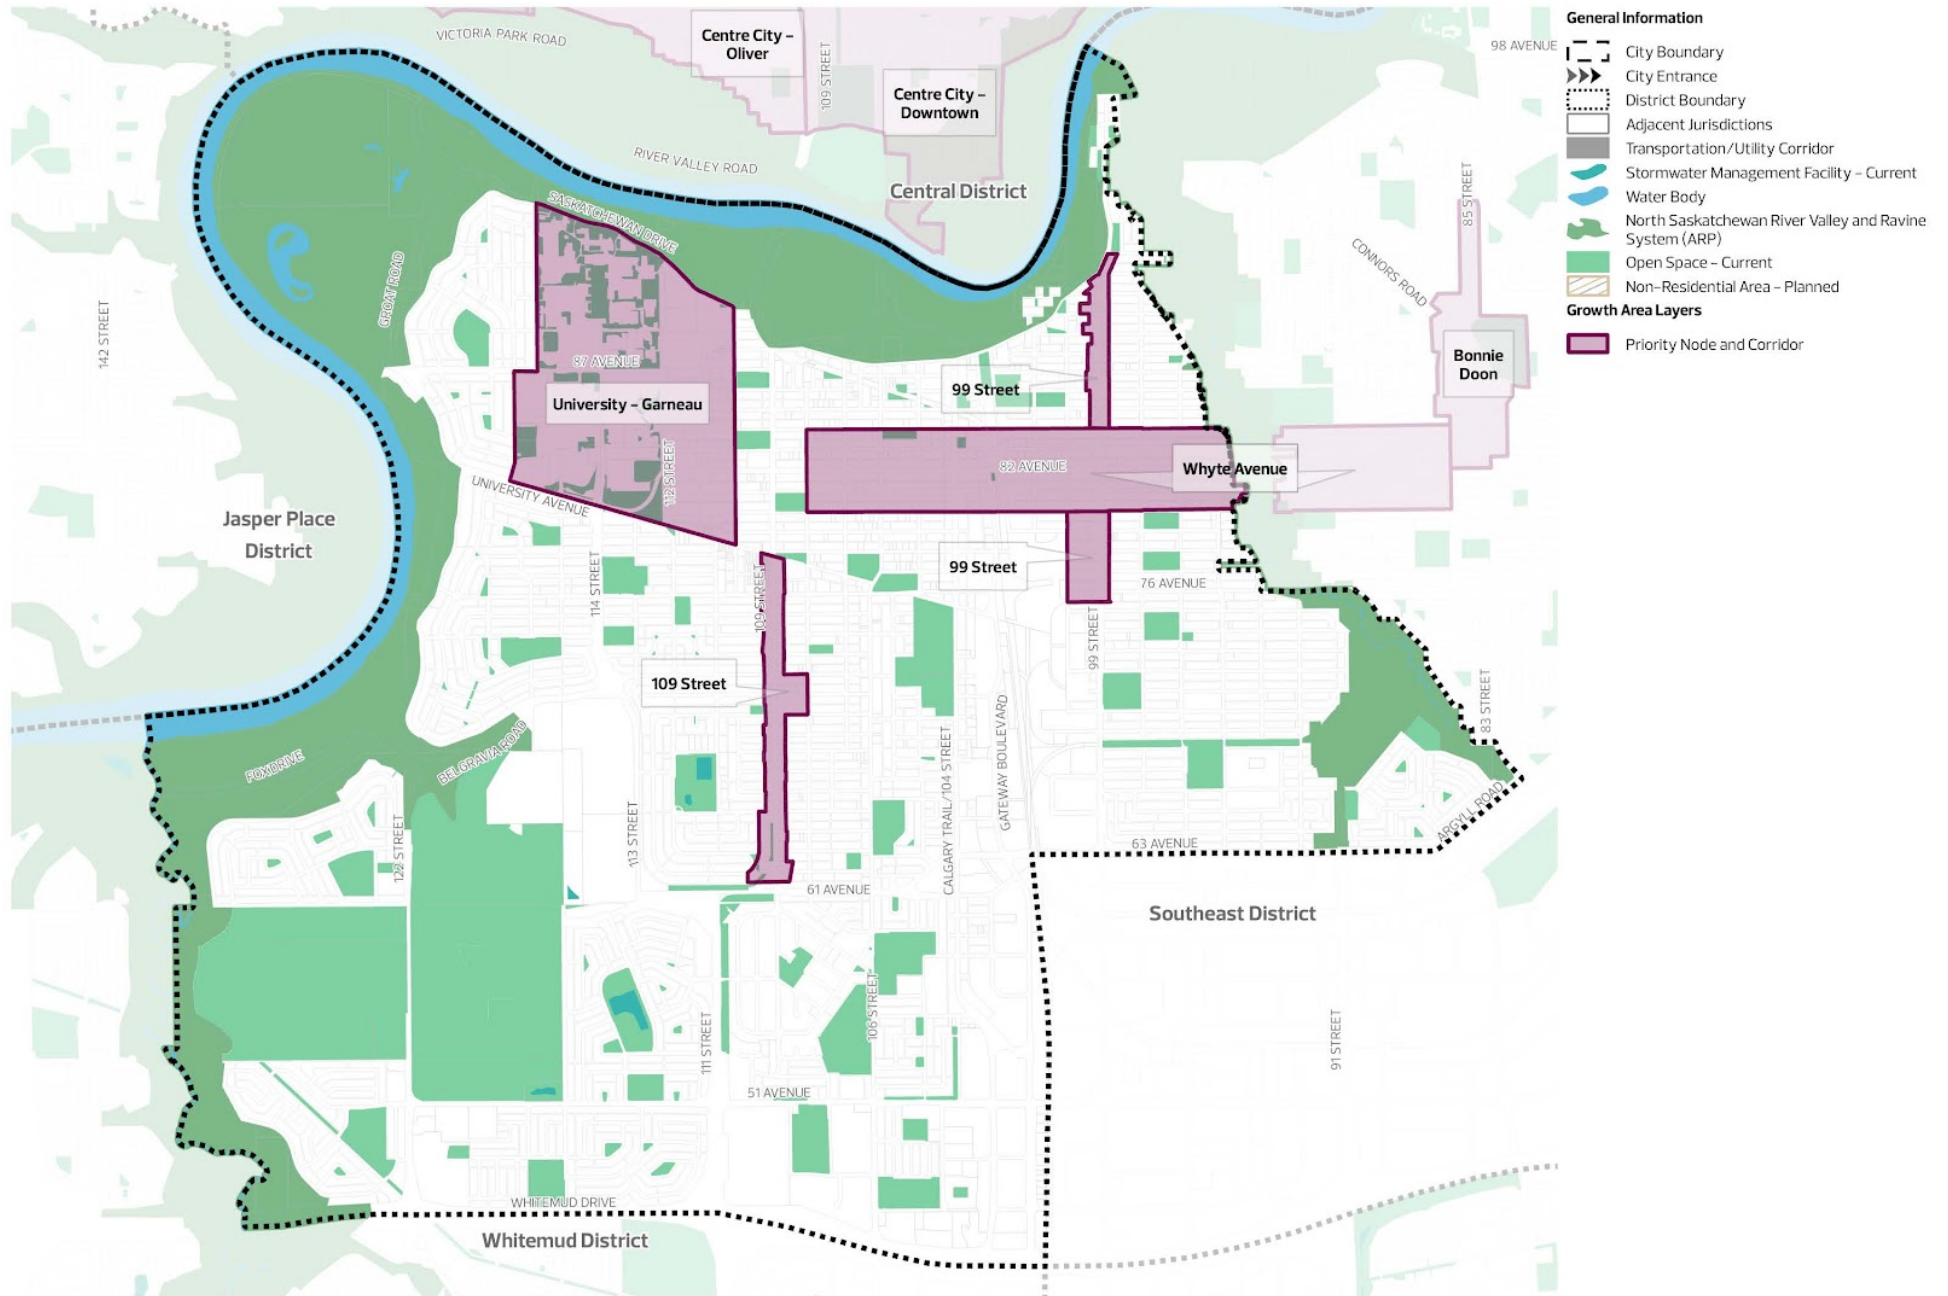 VICTORIA PARK ROAD
Centre City –
Oliver
109 STREET
Centre City –
Downtown
98 AVENUE
RIVER VALLEY ROAD
Central District
85 STREET
SASKATCHEWAN DRIVE
CONNORS ROAD
GROAT ROAD
142 STREET
87 AVENUE
Bonnie
Doon
99 Street
University – Garneau
112 STREET
82 AVENUE
Whyte Avenue
UNIVERSITY AVENUE
Jasper Place
District
99 Street
76 AVENUE
114 STREET
109 STREET
99 STREET
109 Street
83 STREET
BELGRAVIA ROAD
FOX DRIVE
GATEWAY BOULEVARD
CALGARY TRAIL/104 STREET
ARGYLL ROAD
122 STREET
113 STREET
63 AVENUE
61 AVENUE
Southeast District
106 STREET
111 STREET
91 STREET
51 AVENUE
WHITEMUD DRIVE
Whitemud District
General Information
City Boundary
City Entrance
District Boundary
Adjacent Jurisdictions
Transportation/Utility Corridor
Stormwater Management Facility – Current
Water Body
North Saskatchewan River Valley and Ravine
System (ARP)
Open Space – Current
Non-Residential Area – Planned
Growth Area Layers
Priority Node and Corridor